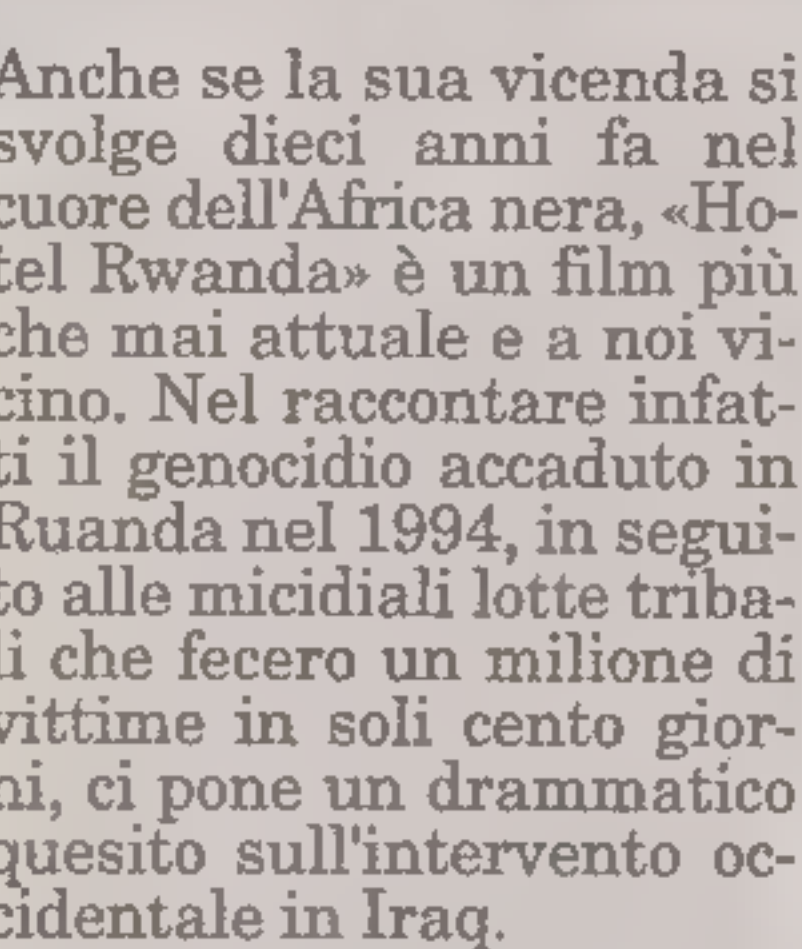 Anche se la sua vicenda si
svolge dieci anni fa nel
cuore dell'Africa nera, «Ho-
tel Rwanda» è un film più
che mai attuale e a noi vi-
cino. Nel raccontare infat-
ti il genocidio accaduto in
Ruanda nel 1994, in segui-
to alle micidiali lotte triba-
li che fecero un milione di
vittime in soli cento gior-
ni, ci pone un drammatico
quesito sull'intervento oc-
cidentale in Iraq.